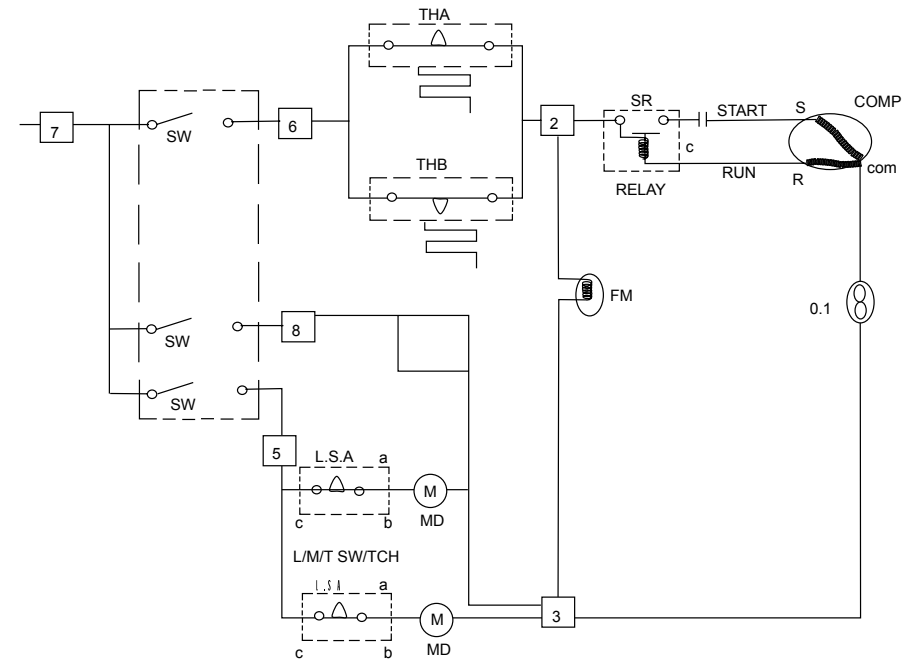 THA
7
SW
6
2
SR
START
S
COMP
c
RUN
R
com
RELAY
THB
FM
0.1
SW
8
SW
5
L.S.A
a
M
MD
c
b
L/M/T SW/TCH
L.S.A
a
M
MD
c
b
3